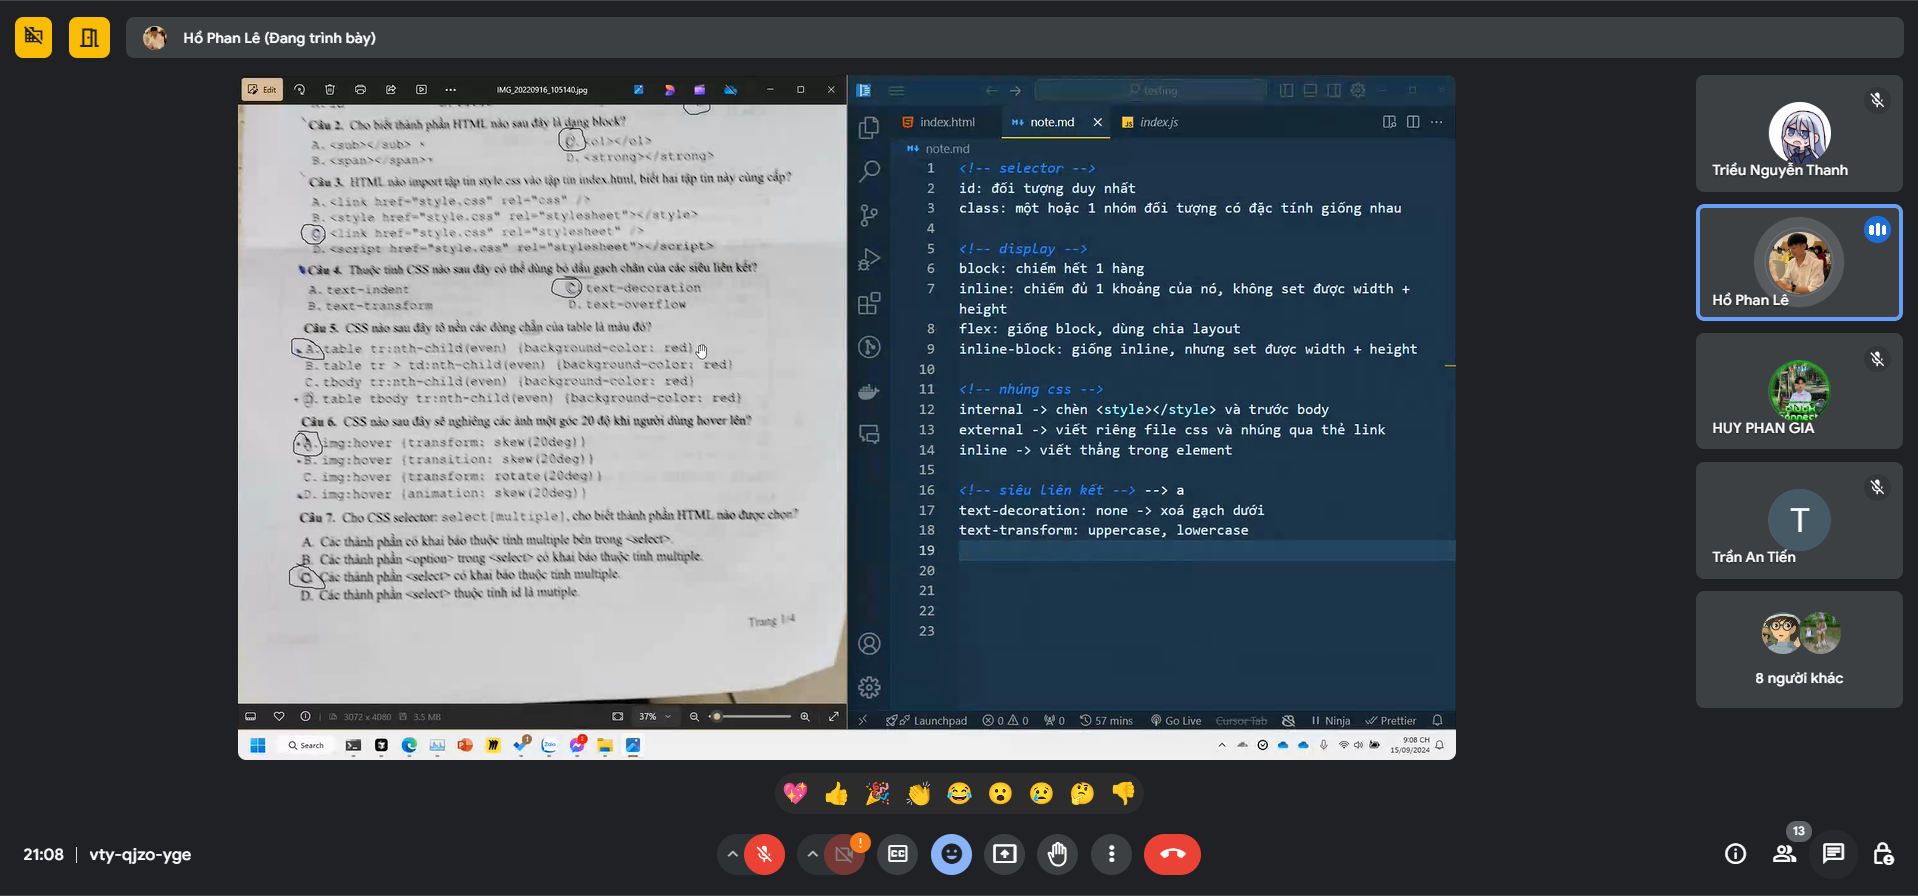 Hồ Phan Lê (Đang trình bày)
Edit
IMG_20220916_105140.jpg
Câu 2. Cho biết thành phần HTML nào sau đây là dạng block?
A. <sub></sub>
C. <ol></ol>
B. <span></span>
D. <strong></strong>
Câu 3. HTML nào import tập tin style.css vào tập tin index.html, biết hai tập tin này cùng cấp?
A. <link href="style.css" rel="css" />
B. <style href="style.css" rel="stylesheet"></style>
C. <link href="style.css" rel="stylesheet" />
D. <script href="style.css" rel="stylesheet"></script>
Câu 4. Thuộc tính CSS nào sau đây có thể dùng bỏ dấu gạch chân của các siêu liên kết?
A. text-indent
C. text-decoration
B. text-transform
D. text-overflow
Câu 5. CSS nào sau đây tô nền các dòng chẵn của table là màu đỏ?
A. table tr:nth-child(even) {background-color: red}
B. table tr > td:nth-child(even) {background-color: red}
C. tbody tr:nth-child(even) {background-color: red}
D. table tbody tr:nth-child(even) {background-color: red}
Câu 6. CSS nào sau đây sẽ nghiêng các ảnh một góc 20 độ khi người dùng hover lên?
A. img:hover {transform: skew(20deg)}
B. img:hover {transition: skew(20deg)}
C. img:hover {transform: rotate(20deg)}
D. img:hover {animation: skew(20deg)}
Câu 7. Cho CSS selector: select[multiple], cho biết thành phần HTML nào được chọn?
A. Các thành phần có khai báo thuộc tính multiple bên trong <select>.
B. Các thành phần <option> trong <select> có khai báo thuộc tính multiple.
C. Các thành phần <select> có khai báo thuộc tính multiple.
D. Các thành phần <select> thuộc tính id là mutiple.
Trang 1/4
3072 x 4080 3.5 MB
37%
testing
index.html
note.md
index.js
note.md
1 <!-- selector -->
2 id: đối tượng duy nhất
3 class: một hoặc 1 nhóm đối tượng có đặc tính giống nhau
4
5 <!-- display -->
6 block: chiếm hết 1 hàng
7 inline: chiếm đủ 1 khoảng của nó, không set được width +
height
8 flex: giống block, dùng chia layout
9 inline-block: giống inline, nhưng set được width + height
10
11 <!-- nhúng css -->
12 internal -> chèn <style></style> và trước body
13 external -> viết riêng file css và nhúng qua thẻ link
14 inline -> viết thẳng trong element
15
16 <!-- siêu liên kết --> --> a
17 text-decoration: none -> xoá gạch dưới
18 text-transform: uppercase, lowercase
19
20
21
22
23
Launchpad 0 0 0 57 mins Go Live Cursor Tab Ninja Prettier
Search
9:08 CH
15/09/2024
Triều Nguyễn Thanh
Hồ Phan Lê
HUY PHAN GIA
T
Trần An Tiến
8 người khác
21:08 | vty-qjzo-yge
13